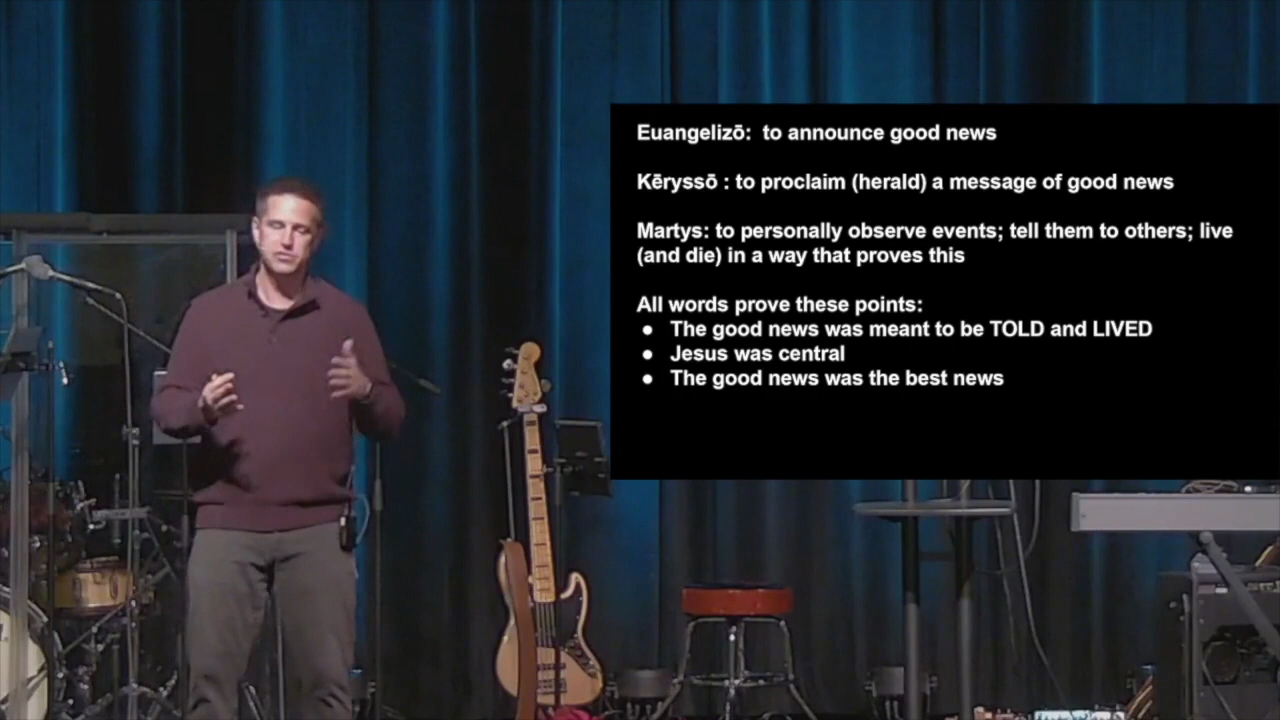 Euangelizō:  to announce good news
Kēryssō : to proclaim (herald) a message of good news
Martys: to personally observe events; tell them to others; live
(and die) in a way that proves this
All words prove these points:
● The good news was meant to be TOLD and LIVED
● Jesus was central
● The good news was the best news